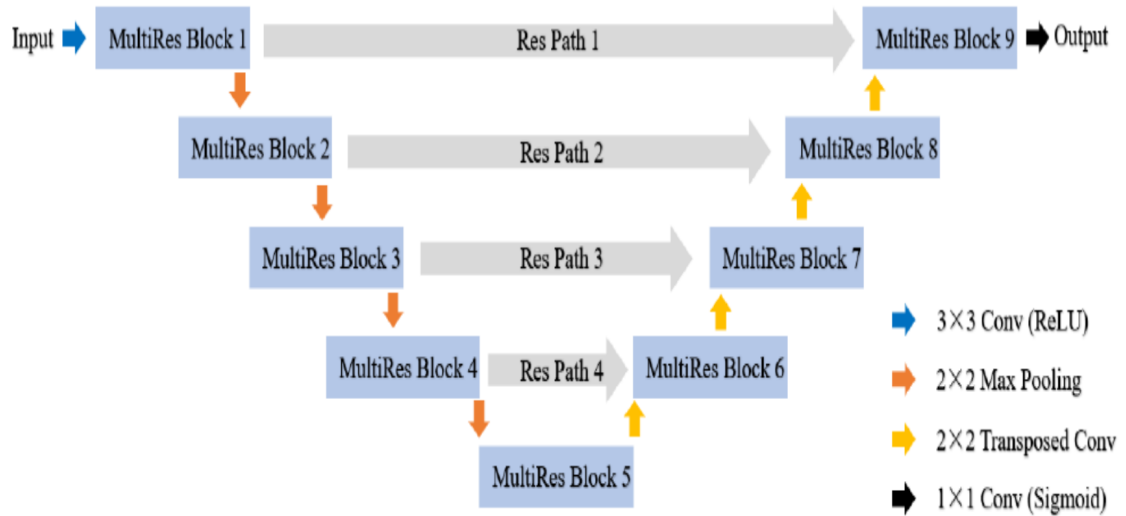 Input
MultiRes Block 1
Res Path 1
MultiRes Block 9
Output
MultiRes Block 2
Res Path 2
MultiRes Block 8
MultiRes Block 3
Res Path 3
MultiRes Block 7
MultiRes Block 4
Res Path 4
MultiRes Block 6
MultiRes Block 5
3×3 Conv (ReLU)
2×2 Max Pooling
2×2 Transposed Conv
1×1 Conv (Sigmoid)